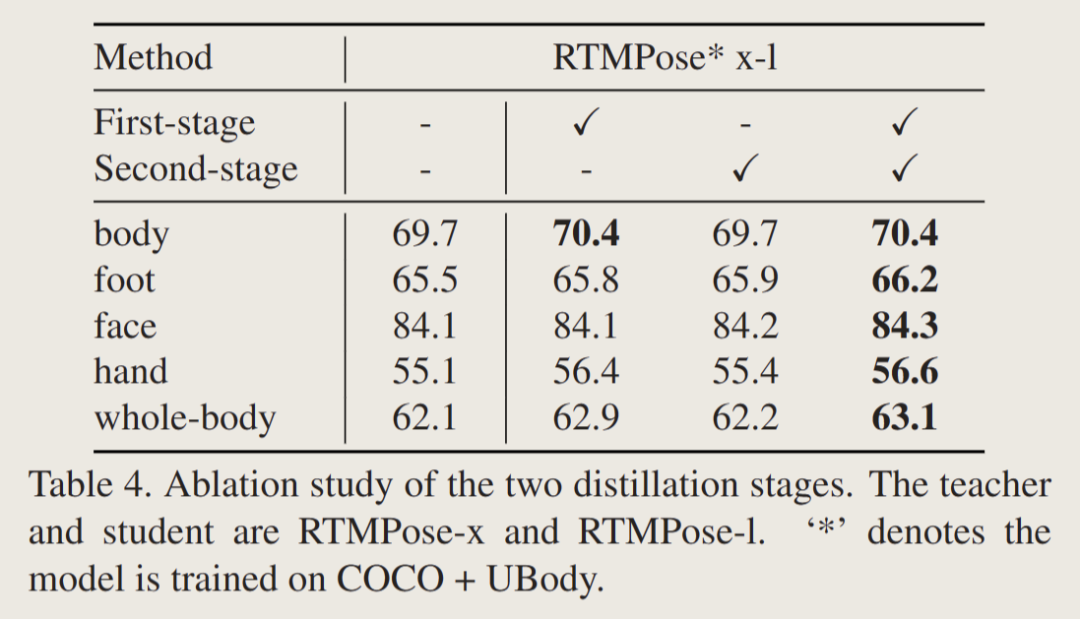 Method RTMPose* x-l
First-stage - ✓ - ✓
Second-stage - - ✓ ✓
body 69.7 70.4 69.7 70.4
foot 65.5 65.8 65.9 66.2
face 84.1 84.1 84.2 84.3
hand 55.1 56.4 55.4 56.6
whole-body 62.1 62.9 62.2 63.1
Table 4. Ablation study of the two distillation stages. The teacher
and student are RTMPose-x and RTMPose-l. ‘*’ denotes the
model is trained on COCO + UBody.